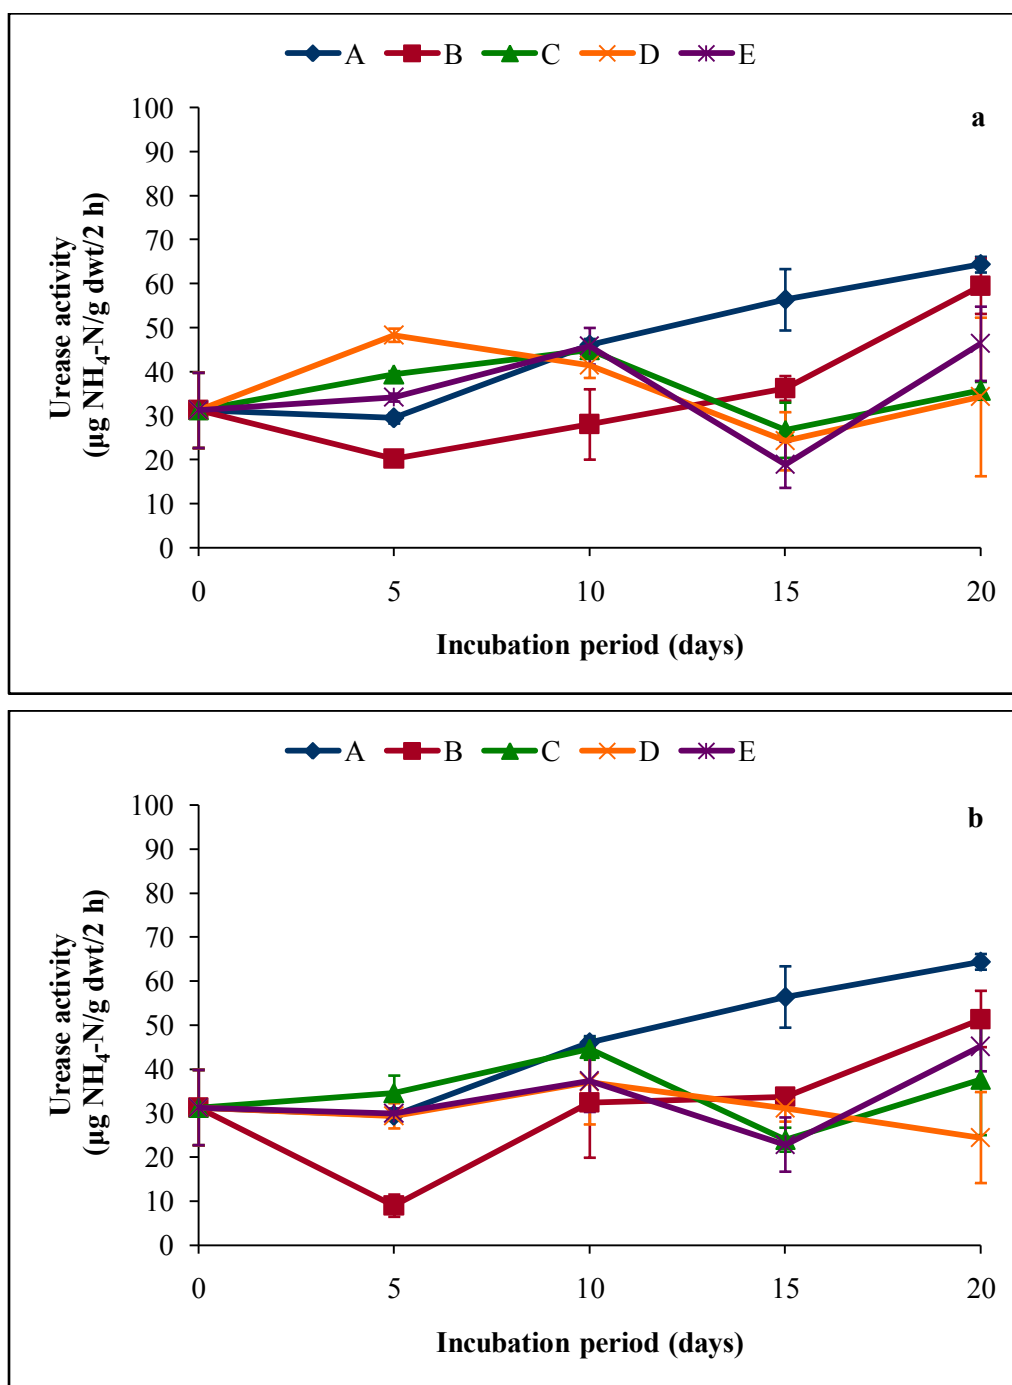 A B C D E
a
100
90
80
70
60
50
40
30
20
10
0
Urease activity
(µg NH₄-N/g dwt/2 h)
0 5 10 15 20
Incubation period (days)
A B C D E
b
100
90
80
70
60
50
40
30
20
10
0
Urease activity
(µg NH₄-N/g dwt/2 h)
0 5 10 15 20
Incubation period (days)